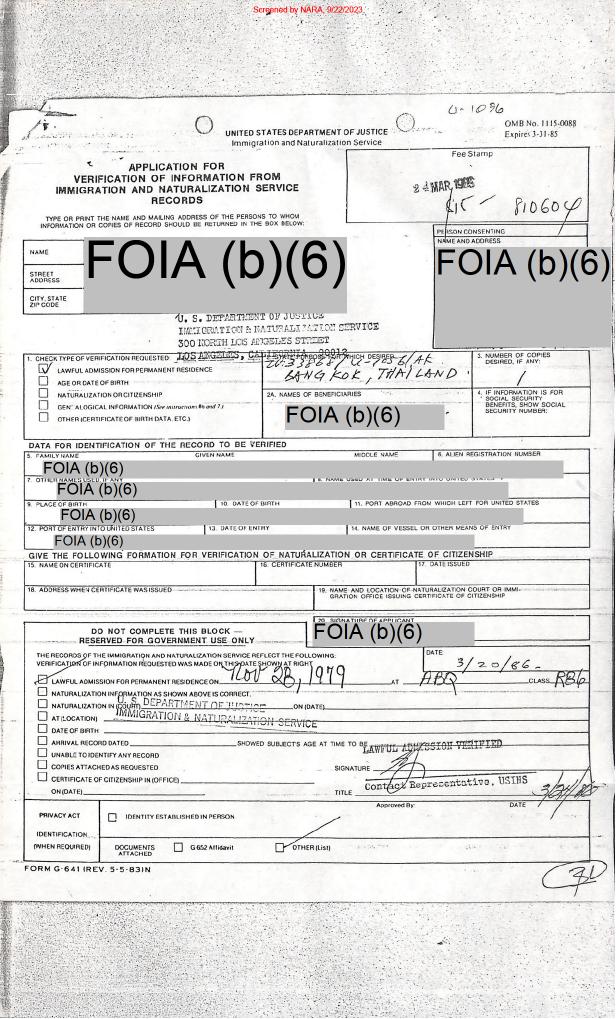 Screened by NARA, 9/22/2023
U-1096
OMB No. 1115-0088
Expires 3-31-85
UNITED STATES DEPARTMENT OF JUSTICE
Immigration and Naturalization Service
APPLICATION FOR
VERIFICATION OF INFORMATION FROM
IMMIGRATION AND NATURALIZATION SERVICE
RECORDS
Fee Stamp
24 MAR
$15 - 810604
TYPE OR PRINT THE NAME AND MAILING ADDRESS OF THE PERSONS TO WHOM
INFORMATION OR COPIES OF RECORD SHOULD BE RETURNED IN THE BOX BELOW:
PERSON CONSENTING
NAME AND ADDRESS
NAME
STREET
ADDRESS
CITY, STATE
ZIP CODE
FOIA (b)(6)
FOIA (b)(6)
U. S. DEPARTMENT OF JUSTICE
IMMIGRATION & NATURALIZATION SERVICE
300 NORTH LOS ANGELES STREET
LOS ANGELES, CALIFORNIA 90012
1. CHECK TYPE OF VERIFICATION REQUESTED
LAWFUL ADMISSION FOR PERMANENT RESIDENCE
AGE OR DATE OF BIRTH
NATURALIZATION OR CITIZENSHIP
GENEALOGICAL INFORMATION (See instructions 6b and 7.)
OTHER (CERTIFICATE OF BIRTH DATA. ETC.)
BANGKOK, THAILAND
2A. NAMES OF BENEFICIARIES
FOIA (b)(6)
3. NUMBER OF COPIES
DESIRED, IF ANY:
1
4. IF INFORMATION IS FOR
SOCIAL SECURITY
BENEFITS, SHOW SOCIAL
SECURITY NUMBER:
DATA FOR IDENTIFICATION OF THE RECORD TO BE VERIFIED
5. FAMILY NAME GIVEN NAME MIDDLE NAME 6. ALIEN REGISTRATION NUMBER
FOIA (b)(6)
7. OTHER NAMES USED, IF ANY 8. NAME USED AT TIME OF ENTRY INTO UNITED STATES
FOIA (b)(6)
9. PLACE OF BIRTH 10. DATE OF BIRTH 11. PORT ABROAD FROM WHICH LEFT FOR UNITED STATES
FOIA (b)(6)
12. PORT OF ENTRY INTO UNITED STATES 13. DATE OF ENTRY 14. NAME OF VESSEL OR OTHER MEANS OF ENTRY
FOIA (b)(6)
GIVE THE FOLLOWING FORMATION FOR VERIFICATION OF NATURALIZATION OR CERTIFICATE OF CITIZENSHIP
15. NAME ON CERTIFICATE 16. CERTIFICATE NUMBER 17. DATE ISSUED
18. ADDRESS WHEN CERTIFICATE WAS ISSUED 19. NAME AND LOCATION OF NATURALIZATION COURT OR IMMI-
GRATION OFFICE ISSUING CERTIFICATE OF CITIZENSHIP
20. SIGNATURE OF APPLICANT
FOIA (b)(6)
DO NOT COMPLETE THIS BLOCK —
RESERVED FOR GOVERNMENT USE ONLY
THE RECORDS OF THE IMMIGRATION AND NATURALIZATION SERVICE REFLECT THE FOLLOWING:
VERIFICATION OF INFORMATION REQUESTED WAS MADE ON THIS DATE SHOWN AT RIGHT
DATE:
3/20/86-
LAWFUL ADMISSION FOR PERMANENT RESIDENCE ON Nov 28, 1979 AT ABQ CLASS RB6
NATURALIZATION INFORMATION AS SHOWN ABOVE IS CORRECT.
NATURALIZATION IN (COURT) ON (DATE)
U. S. DEPARTMENT OF JUSTICE
AT (LOCATION)
IMMIGRATION & NATURALIZATION SERVICE
DATE OF BIRTH
ARRIVAL RECORD DATED SHOWED SUBJECTS AGE AT TIME TO BE
LAWFUL ADMISSION VERIFIED
UNABLE TO IDENTIFY ANY RECORD
COPIES ATTACHED AS REQUESTED
SIGNATURE
CERTIFICATE OF CITIZENSHIP IN (OFFICE)
Contact Representative, USINS
ON (DATE) TITLE
Approved By: DATE
PRIVACY ACT
IDENTIFICATION
(WHEN REQUIRED)
IDENTITY ESTABLISHED IN PERSON
DOCUMENTS
ATTACHED
G 652 Affidavit
OTHER (List)
FORM G-641 (REV. 5-5-83)N